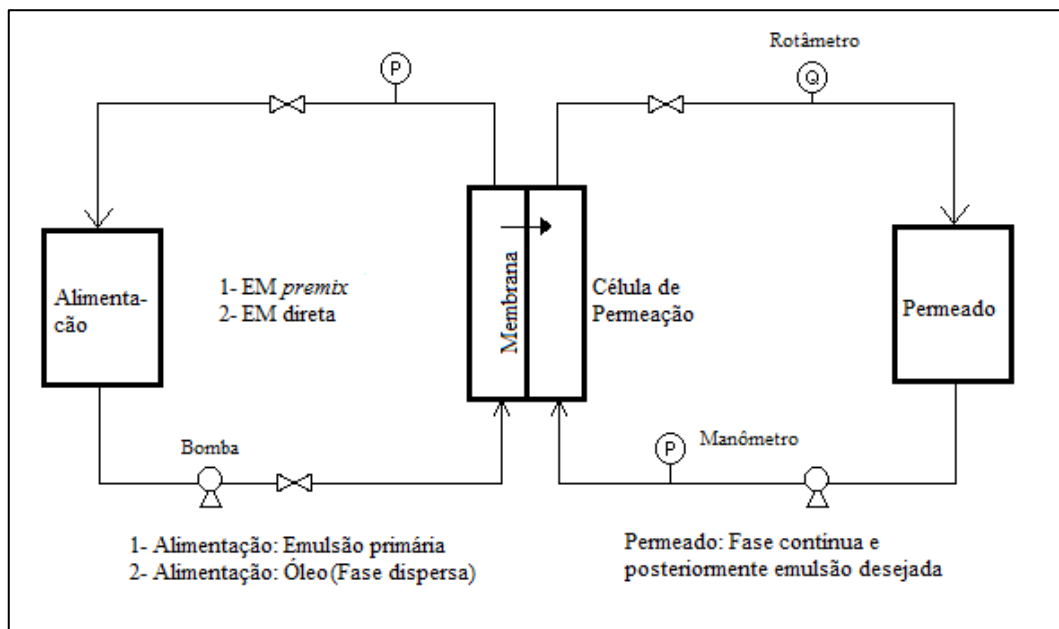 Rotâmetro
P
Q
Alimenta-
cão
1- EM premix
2- EM direta
Membrana
Célula de
Permeação
Permeado
Bomba
P
Manômetro
1- Alimentação: Emulsão primária
2- Alimentação: Óleo (Fase dispersa)
Permeado: Fase contínua e
posteriormente emulsão desejada